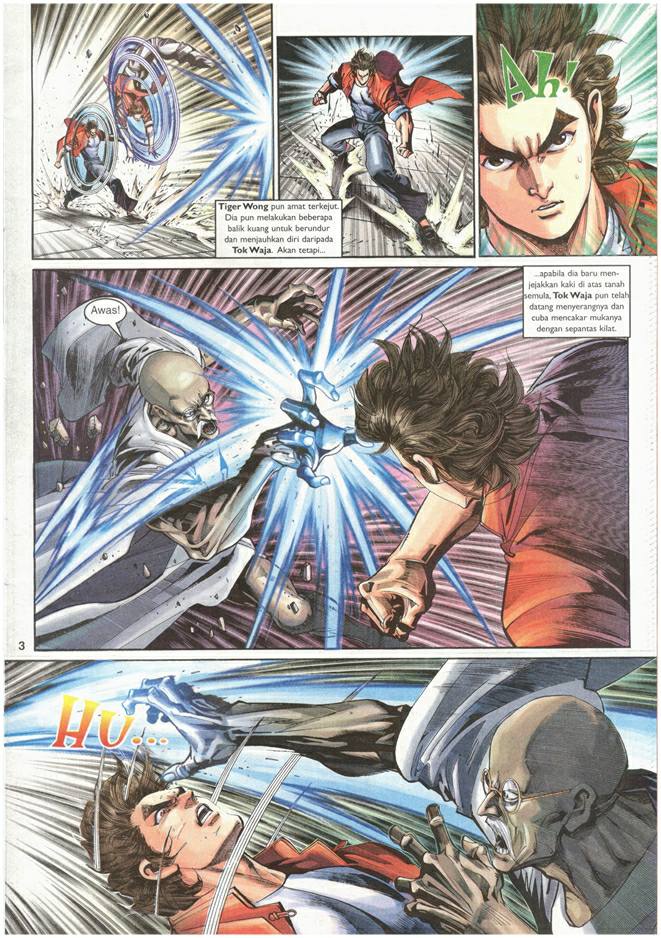 Ah!
Tiger Wong pun amat terkejut.
Dia pun melakukan beberapa
balik kuang untuk berundur
dan menjauhkan diri daripada
Tok Waja. Akan tetapi...
...apabila dia baru men-
jejakkan kaki di atas tanah
semula, Tok Waja pun telah
datang menyerangnya dan
cuba mencakar mukanya
dengan sepantas kilat.
Awas!
3
HU...